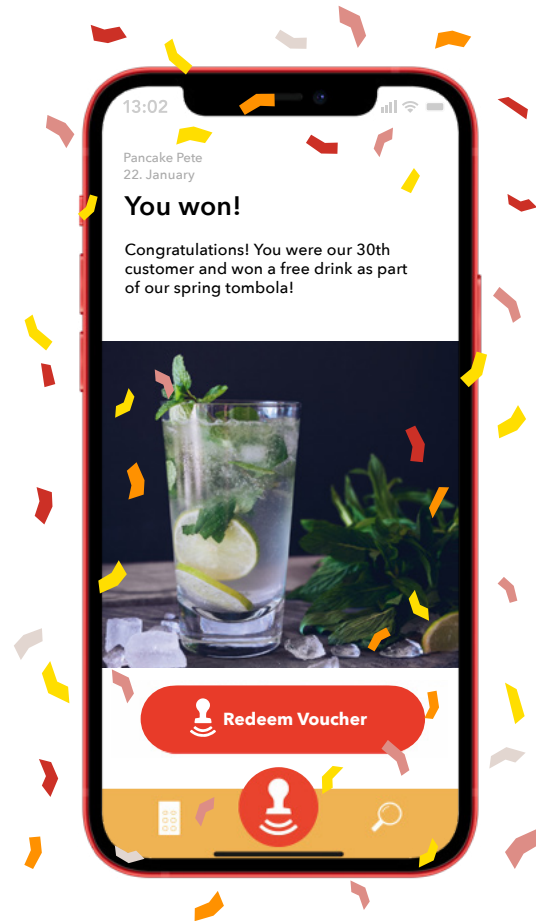 13:02
Pancake Pete
22. January
You won!
Congratulations! You were our 30th
customer and won a free drink as part
of our spring tombola!
Redeem Voucher